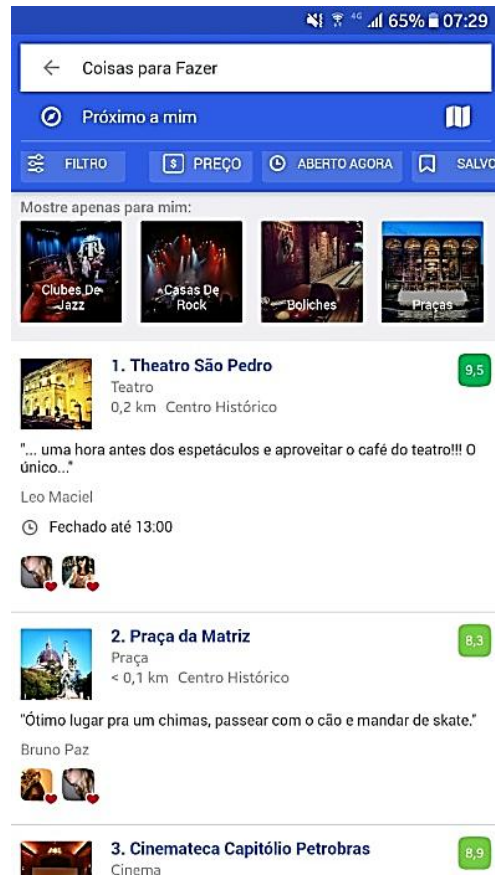 4G 65% 07:29
Coisas para Fazer
Próximo a mim
FILTRO $ PREÇO ABERTO AGORA SALVO
Mostre apenas para mim:
Clubes De Jazz
Casas De Rock
Boliches
Praças
1. Theatro São Pedro 9,5
Teatro
0,2 km Centro Histórico
"... uma hora antes dos espetáculos e aproveitar o café do teatro!!! O
único..."
Leo Maciel
Fechado até 13:00
2. Praça da Matriz 8,3
Praça
< 0,1 km Centro Histórico
"Ótimo lugar pra um chimas, passear com o cão e mandar de skate."
Bruno Paz
3. Cinemateca Capitólio Petrobras 8,9
Cinema